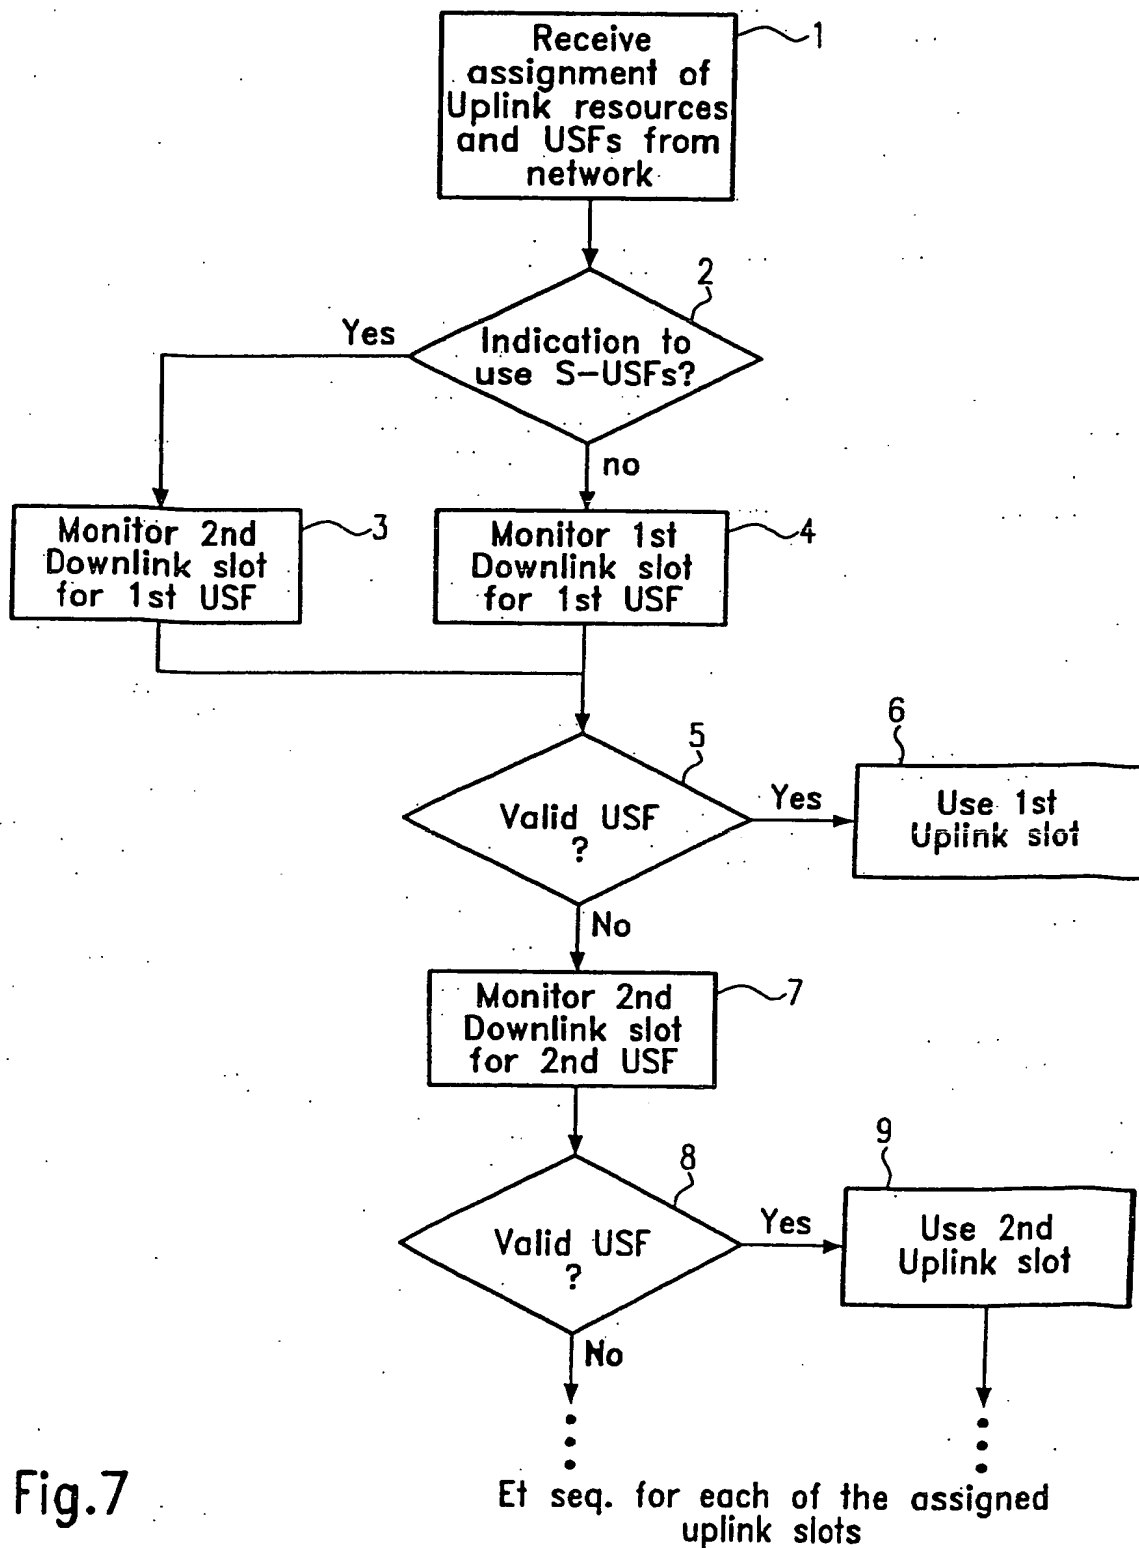 Receive
assignment of
Uplink resources
and USFs from
network
1
2
Indication to
use S-USFs?
Yes
no
Monitor 2nd
Downlink slot
for 1st USF
3
Monitor 1st
Downlink slot
for 1st USF
4
5
Valid USF
?
Yes
6
Use 1st
Uplink slot
No
Monitor 2nd
Downlink slot
for 2nd USF
7
8
Valid USF
?
Yes
9
Use 2nd
Uplink slot
No
Et seq. for each of the assigned
uplink slots
Fig.7